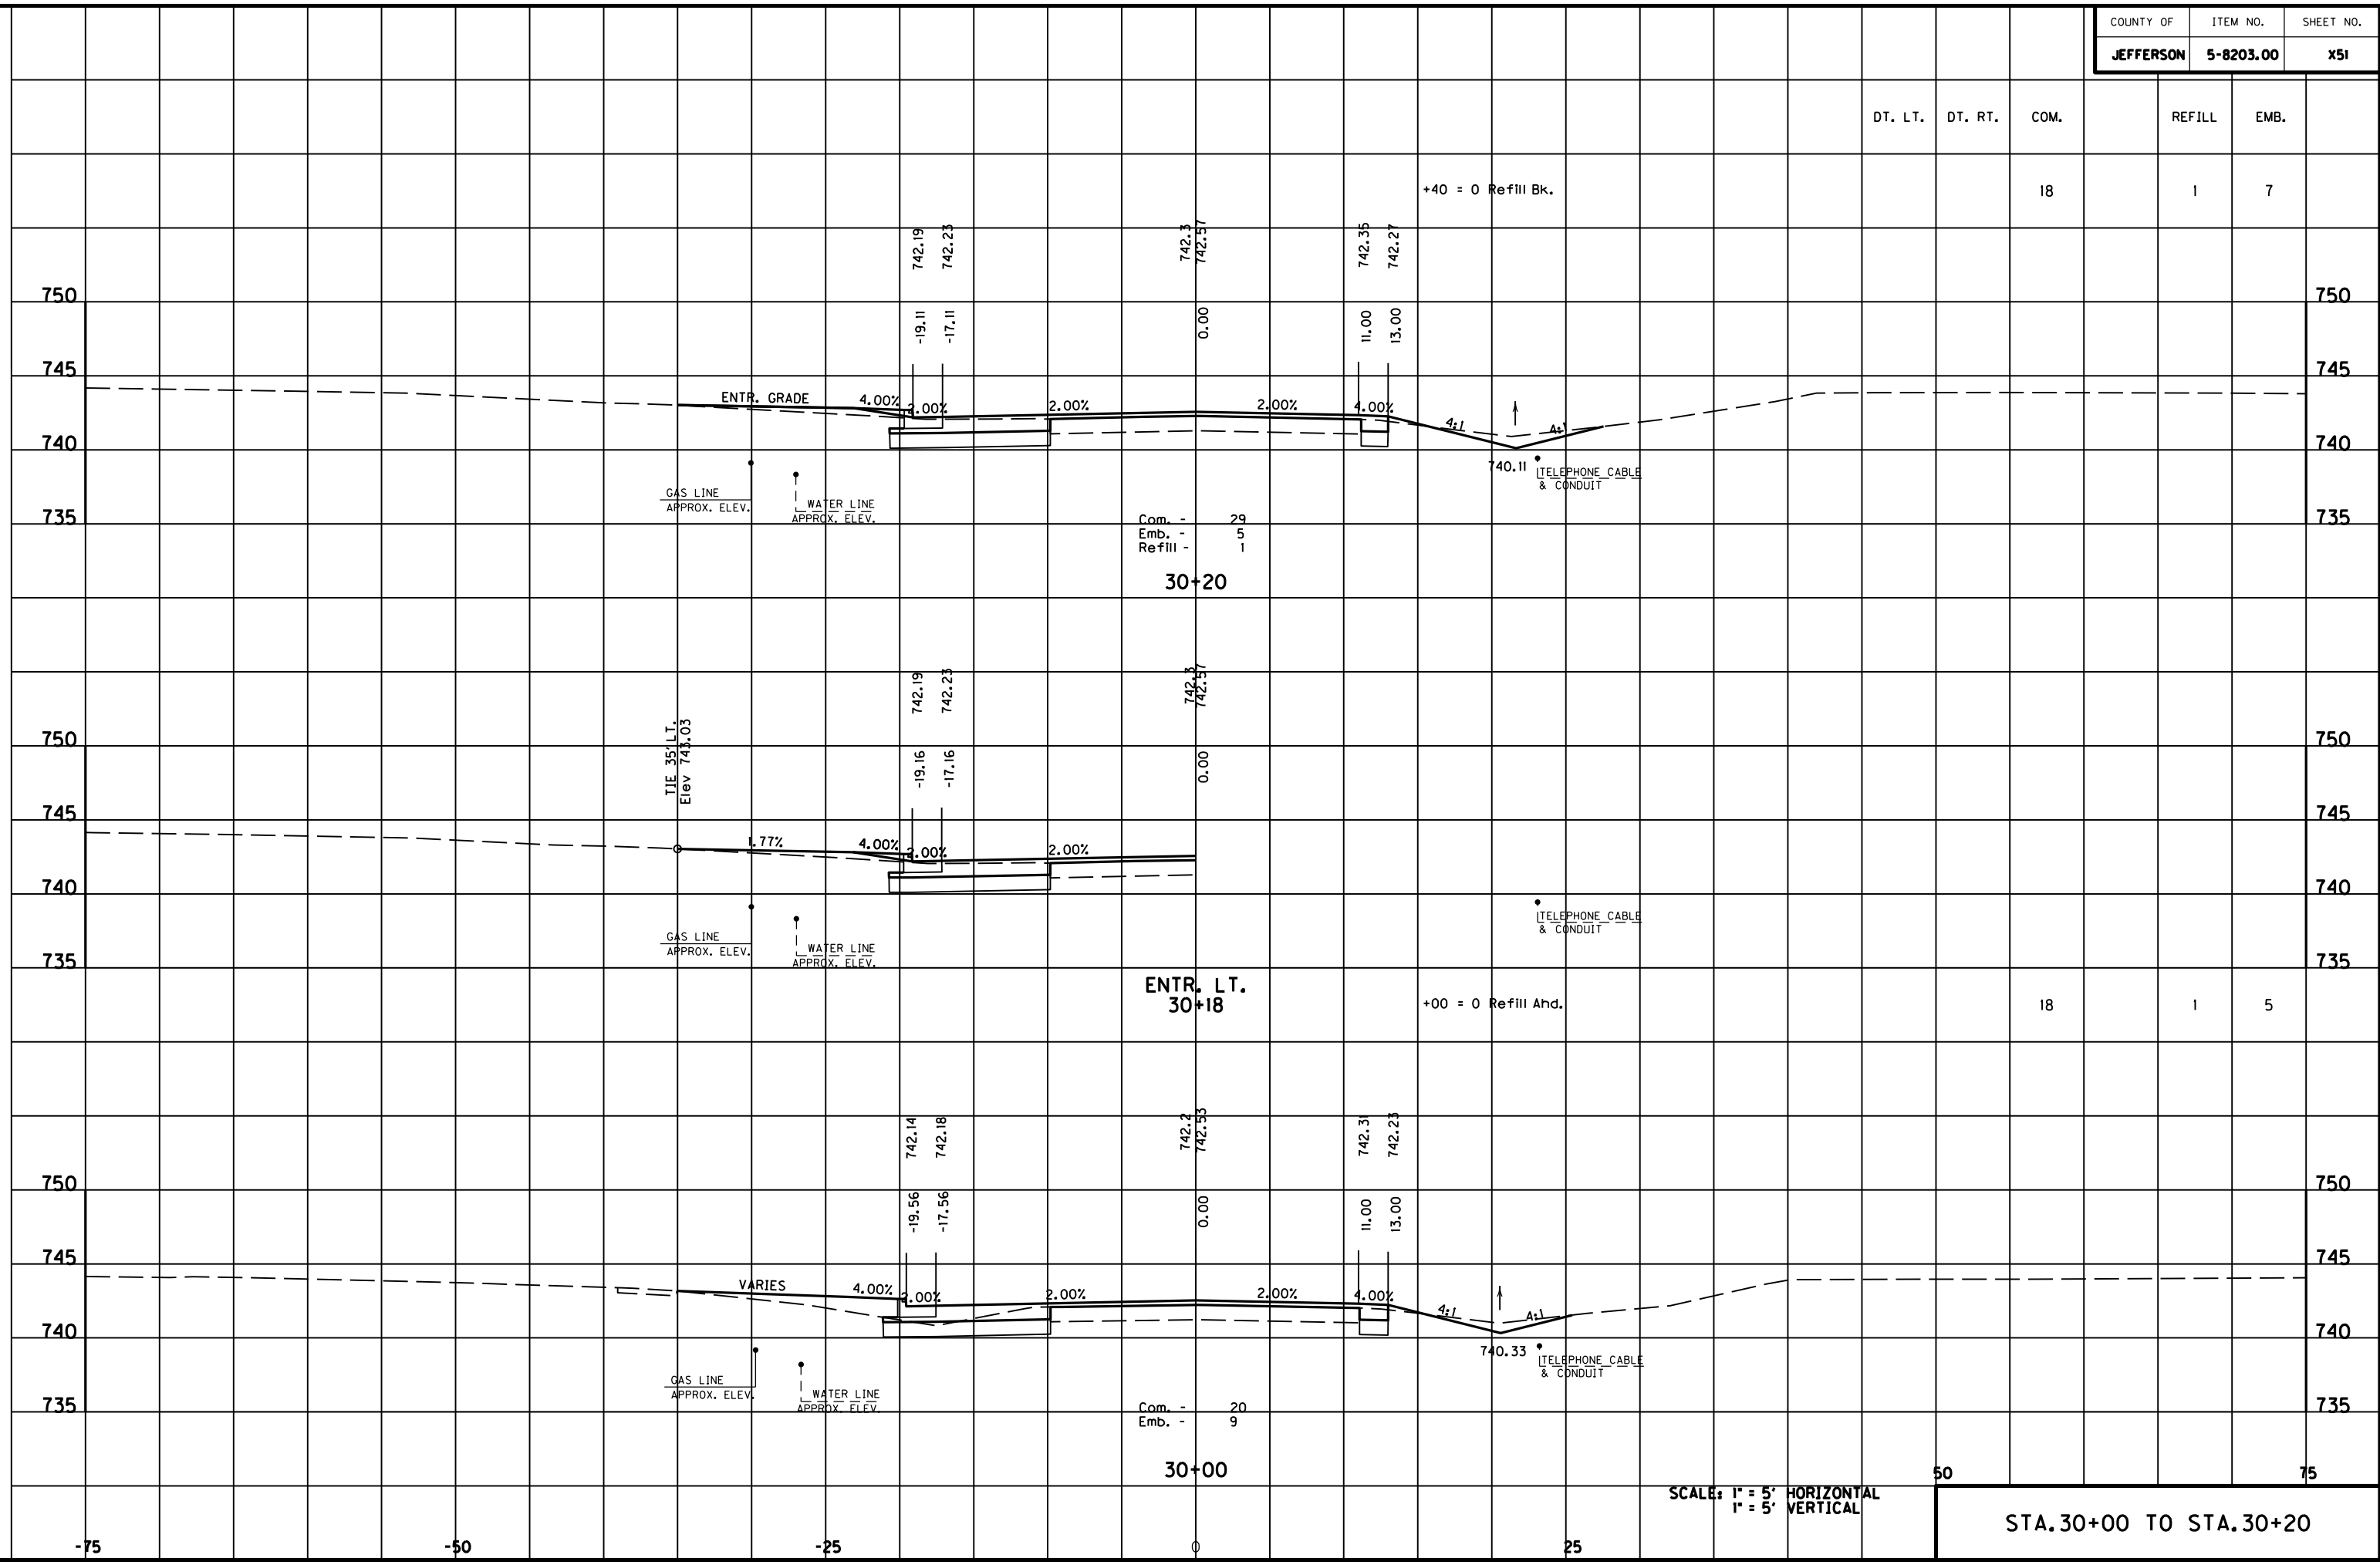 COUNTY OF ITEM NO. SHEET NO.
JEFFERSON 5-8203.00 X51
DT. LT. DT. RT. COM. REFILL EMB.
+40 = 0 Refill Bk. 18 1 7
742.19 742.23 742.3 742.57 742.35 742.27
750 750
-19.11 -17.11 0.00 11.00 13.00
745 745
ENTR. GRADE 4.00% 2.00% 2.00% 2.00% 4.00%
4:1 4:1
740 740
740.11
TELEPHONE CABLE
& CONDUIT
GAS LINE
APPROX. ELEV.
WATER LINE
APPROX. ELEV.
735 735
Com. - 29
Emb. - 5
Refill - 1
30+20
742.19 742.23 742.3 742.57
TIE 35' LT.
Elev 743.03
750 750
-19.16 -17.16 0.00
745 745
1.77% 4.00% 2.00% 2.00%
740 740
TELEPHONE CABLE
& CONDUIT
GAS LINE
APPROX. ELEV.
WATER LINE
APPROX. ELEV.
735 735
ENTR. LT.
30+18
+00 = 0 Refill Ahd. 18 1 5
742.14 742.18 742.2 742.53 742.31 742.23
750 750
-19.56 -17.56 0.00 11.00 13.00
745 745
VARIES 4.00% 2.00% 2.00% 2.00% 4.00%
4:1 4:1
740 740
740.33
TELEPHONE CABLE
& CONDUIT
GAS LINE
APPROX. ELEV.
WATER LINE
APPROX. ELEV.
735 735
Com. - 20
Emb. - 9
30+00
50 75
SCALE: 1" = 5' HORIZONTAL
1" = 5' VERTICAL
STA.30+00 TO STA.30+20
-75 -50 -25 0 25